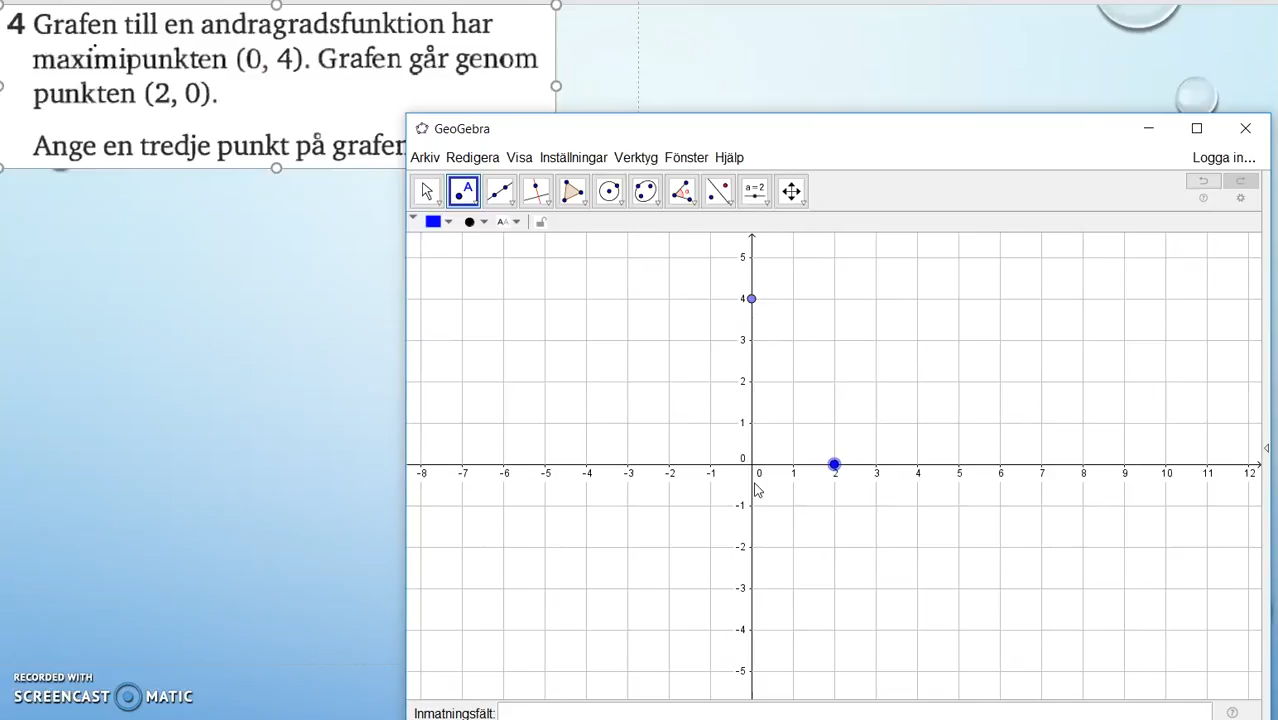 4 Grafen till en andragradsfunktion har
maximipunkten (0, 4). Grafen går genom
punkten (2, 0).
Ange en tredje punkt på grafen
GeoGebra
Arkiv Redigera Visa Inställningar Verktyg Fönster Hjälp
Logga in...
A
a=2
AA
5
4
3
2
1
0
-8 -7 -6 -5 -4 -3 -2 -1 0 1 2 3 4 5 6 7 8 9 10 11 12
-1
-2
-3
-4
-5
RECORDED WITH
SCREENCAST MATIC
Inmatningsfält: